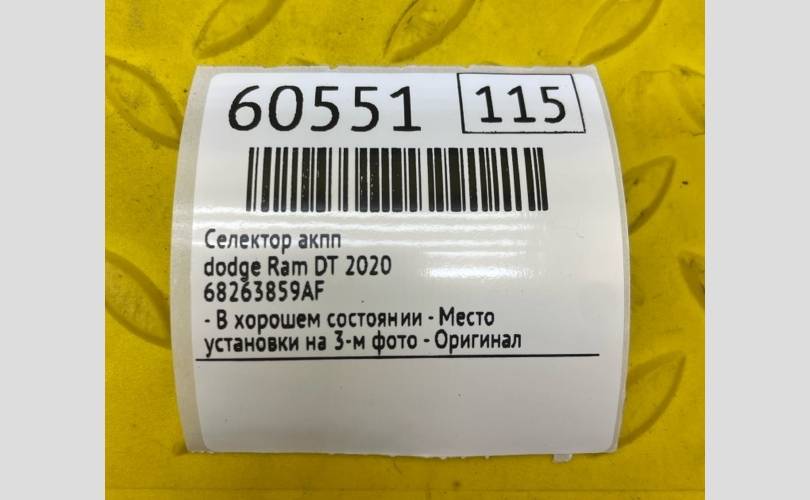 60551 115
Селектор акпп
dodge Ram DT 2020
68263859AF
- В хорошем состоянии - Место
установки на 3-м фото - Оригинал